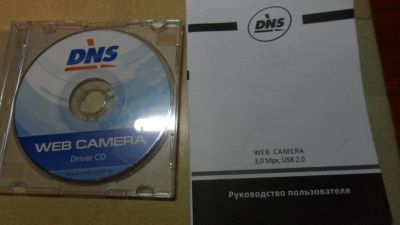 DNS
WEB CAMERA
Driver CD
DNS
WEB CAMERA
3,0 Mpx, USB 2.0
Руководство пользователя